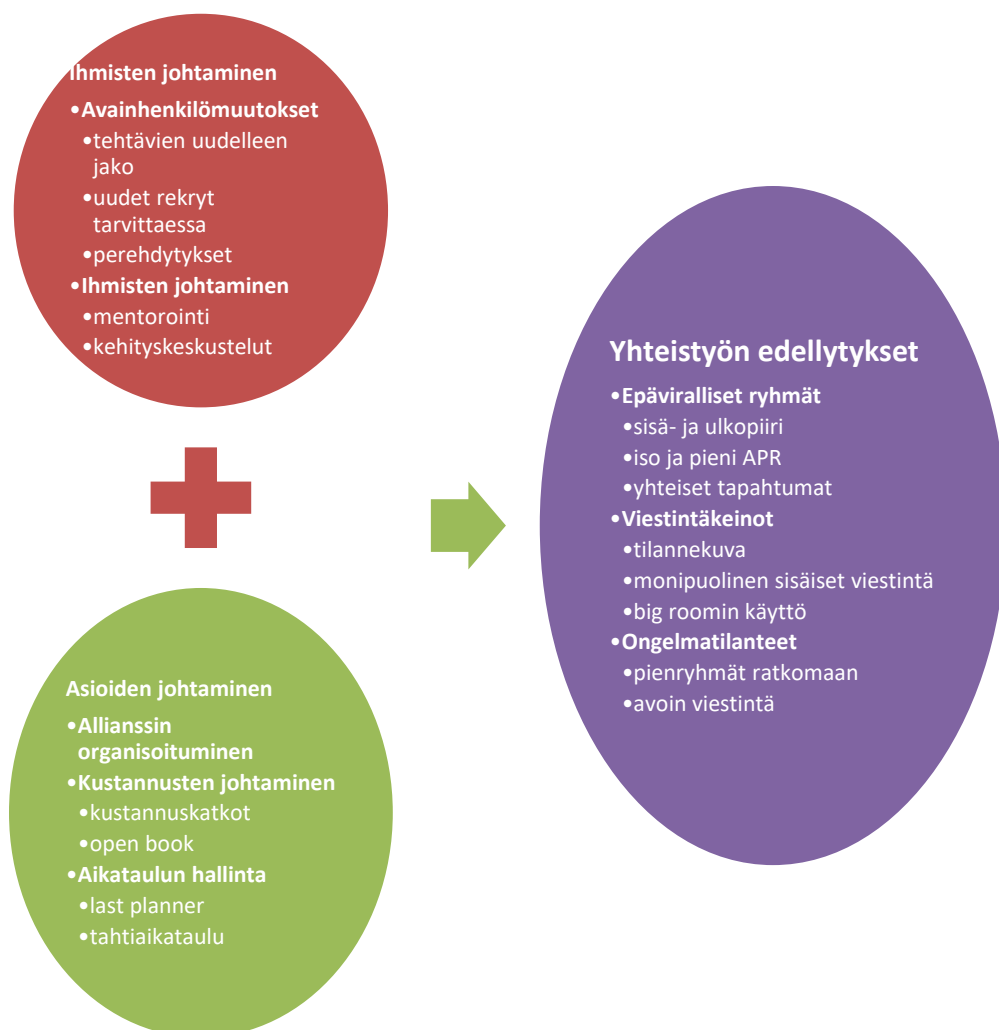 Ihmisten johtaminen
•Avainhenkilömuutokset
•tehtävien uudelleen
jako
•uudet rekryt
tarvittaessa
•perehdytykset
•Ihmisten johtaminen
•mentorointi
•kehityskeskustelut
Asioiden johtaminen
•Allianssin
organisoituminen
•Kustannusten johtaminen
•kustannuskatkot
•open book
•Aikataulun hallinta
•last planner
•tahtiaikataulu
Yhteistyön edellytykset
•Epäviralliset ryhmät
•sisä- ja ulkopiiri
•iso ja pieni APR
•yhteiset tapahtumat
•Viestintäkeinot
•tilannekuva
•monipuolinen sisäiset viestintä
•big roomin käyttö
•Ongelmatilanteet
•pienryhmät ratkomaan
•avoin viestintä